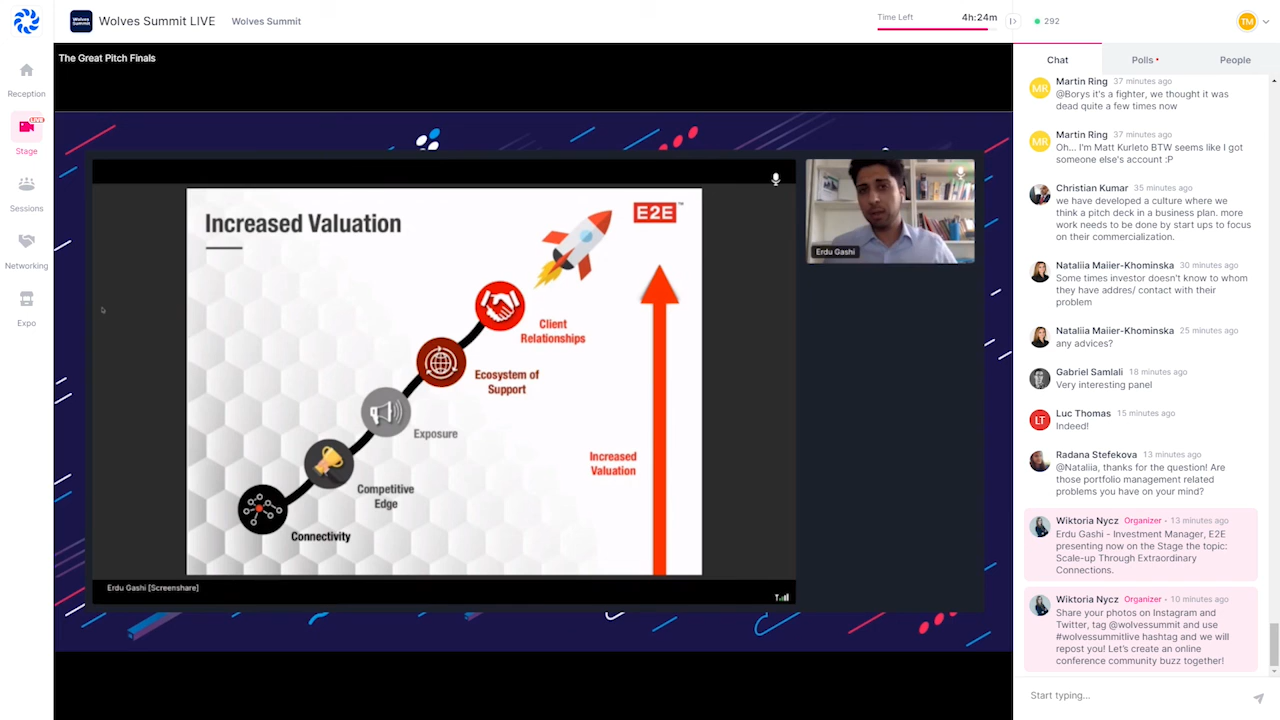 Wolves Summit
Wolves Summit LIVE
Wolves Summit
Time Left
4h:24m
292
TM
Reception
LIVE
Stage
Sessions
Networking
Expo
The Great Pitch Finals
Increased Valuation
E2E™
Client
Relationships
Ecosystem of
Support
Exposure
Increased
Valuation
Competitive
Edge
Connectivity
Erdu Gashi [Screenshare]
Erdu Gashi
Chat
Polls
People
MR
Martin Ring 37 minutes ago
@Borys it's a fighter, we thought it was
dead quite a few times now
MR
Martin Ring 37 minutes ago
Oh... I'm Matt Kurleto BTW seems like I got
someone else's account :P
Christian Kumar 35 minutes ago
we have developed a culture where we
think a pitch deck in a business plan. more
work needs to be done by start ups to focus
on their commercialization.
Nataliia Maiier-Khominska 30 minutes ago
Some times investor doesn't know to whom
they have addres/ contact with their
problem
Nataliia Maiier-Khominska 25 minutes ago
any advices?
Gabriel Samlali 18 minutes ago
Very interesting panel
LT
Luc Thomas 15 minutes ago
Indeed!
Radana Stefekova 13 minutes ago
@Nataliia, thanks for the question! Are
those portfolio management related
problems you have on your mind?
Wiktoria Nycz Organizer • 13 minutes ago
Erdu Gashi - Investment Manager, E2E
presenting now on the Stage the topic:
Scale-up Through Extraordinary
Connections.
Wiktoria Nycz Organizer • 10 minutes ago
Share your photos on Instagram and
Twitter, tag @wolvessummit and use
#wolvessummitlive hashtag and we will
repost you! Let's create an online
conference community buzz together!
Start typing...